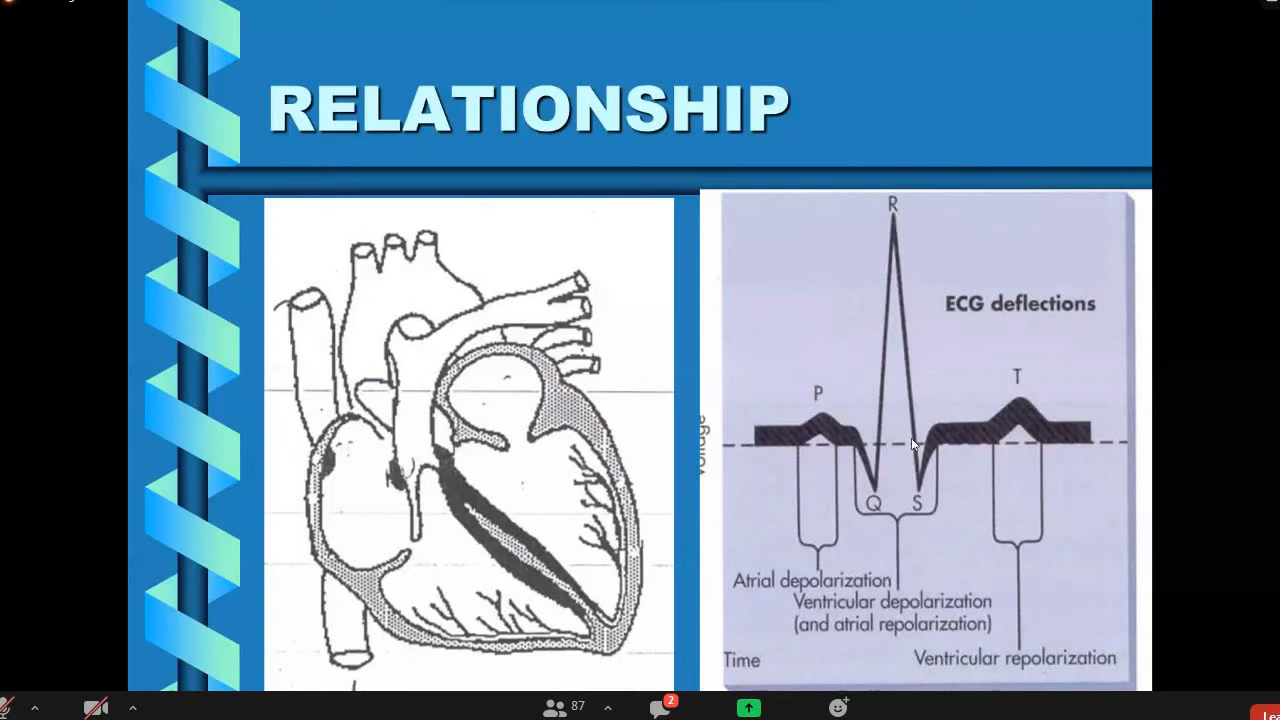 RELATIONSHIP
R
ECG deflections
P
T
Voltage
Q
S
Atrial depolarization
Ventricular depolarization
(and atrial repolarization)
Time
Ventricular repolarization
87
2